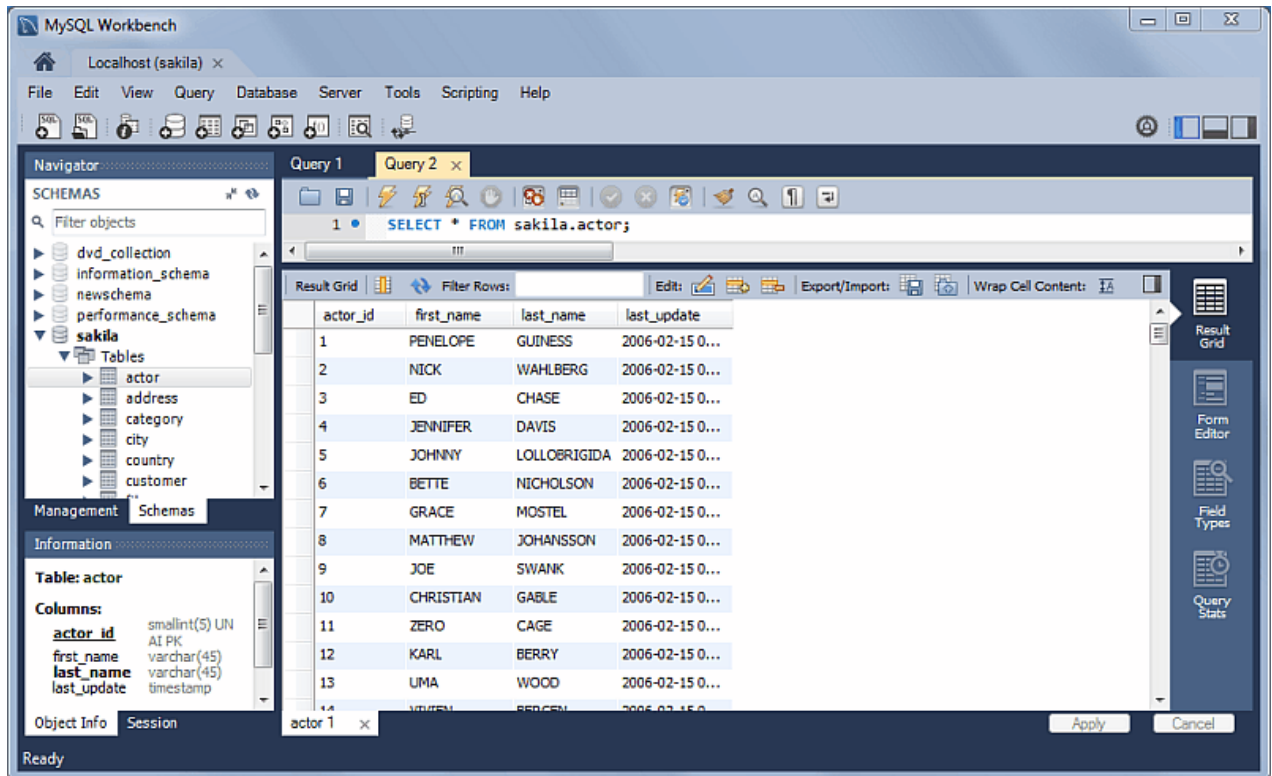 MySQL Workbench
Localhost (sakila)
File Edit View Query Database Server Tools Scripting Help
Navigator
SCHEMAS
Filter objects
dvd_collection
information_schema
newschema
performance_schema
sakila
Tables
actor
address
category
city
country
customer
Management Schemas
Information
Table: actor
Columns:
actor_id smallint(5) UN
AI PK
first_name varchar(45)
last_name varchar(45)
last_update timestamp
Object Info Session
Query 1 Query 2
1 SELECT * FROM sakila.actor;
Result Grid Filter Rows: Edit: Export/Import: Wrap Cell Content:
actor_id first_name last_name last_update
1 PENELOPE GUINESS 2006-02-15 0...
2 NICK WAHLBERG 2006-02-15 0...
3 ED CHASE 2006-02-15 0...
4 JENNIFER DAVIS 2006-02-15 0...
5 JOHNNY LOLLOBRIGIDA 2006-02-15 0...
6 BETTE NICHOLSON 2006-02-15 0...
7 GRACE MOSTEL 2006-02-15 0...
8 MATTHEW JOHANSSON 2006-02-15 0...
9 JOE SWANK 2006-02-15 0...
10 CHRISTIAN GABLE 2006-02-15 0...
11 ZERO CAGE 2006-02-15 0...
12 KARL BERRY 2006-02-15 0...
13 UMA WOOD 2006-02-15 0...
Result
Grid
Form
Editor
Field
Types
Query
Stats
actor 1 Apply Cancel
Ready